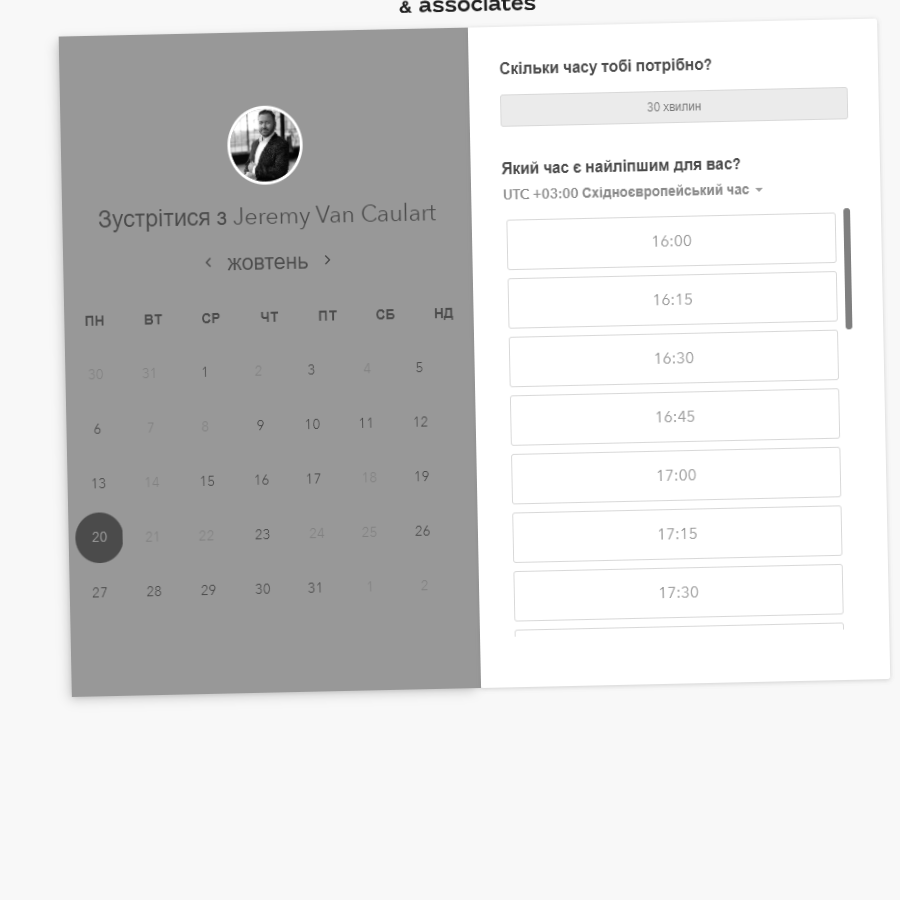 & associates
Зустрітися з Jeremy Van Caulart
жовтень
ПН ВТ СР ЧТ ПТ СБ НД
30 31 1 2 3 4 5
6 7 8 9 10 11 12
13 14 15 16 17 18 19
20 21 22 23 24 25 26
27 28 29 30 31 1 2
Скільки часу тобі потрібно?
30 хвилин
Який час є найліпшим для вас?
UTC +03:00 Східноєвропейський час
16:00
16:15
16:30
16:45
17:00
17:15
17:30